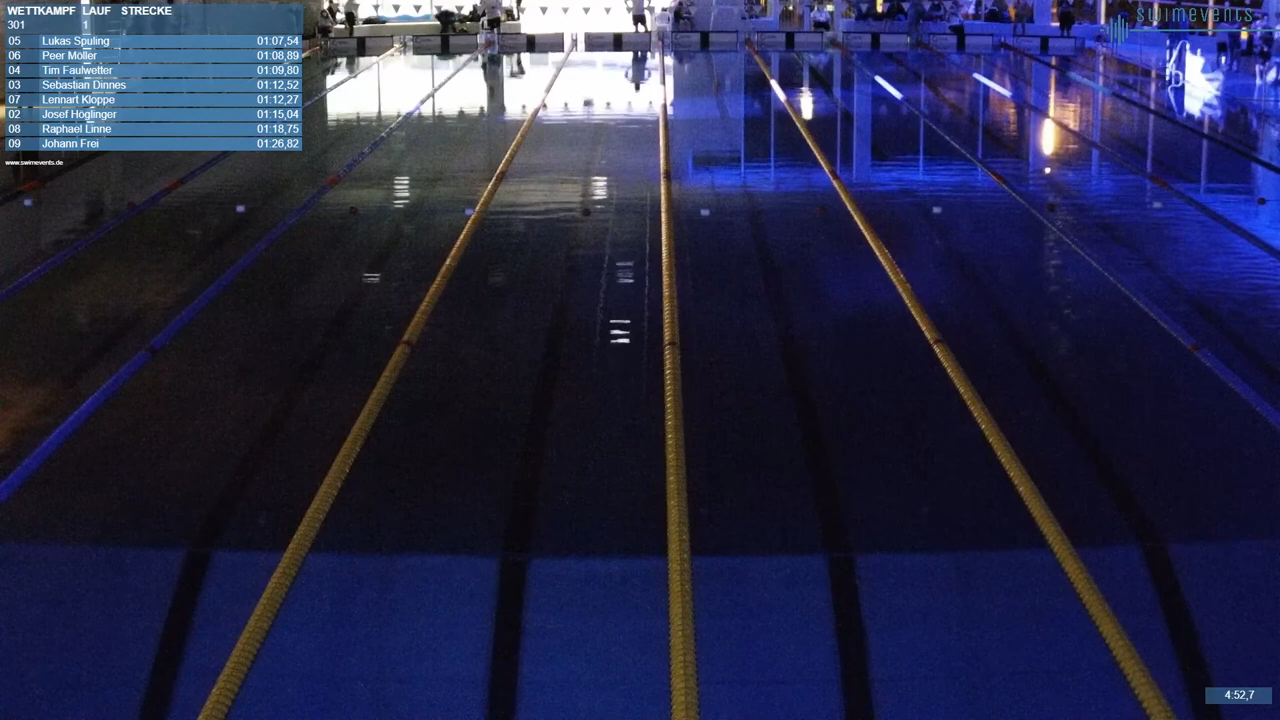 WETTKAMPF LAUF STRECKE
301 1
05 Lukas Spüling 01:07,54
06 Peer Möller 01:08,89
04 Tim Faulwetter 01:09,80
03 Sebastian Dinnes 01:12,52
07 Lennart Kloppe 01:12,27
02 Josef Höglinger 01:15,04
08 Raphael Linne 01:18,75
09 Johann Frei 01:26,82
www.swimevents.de
swimevents
4:52,7